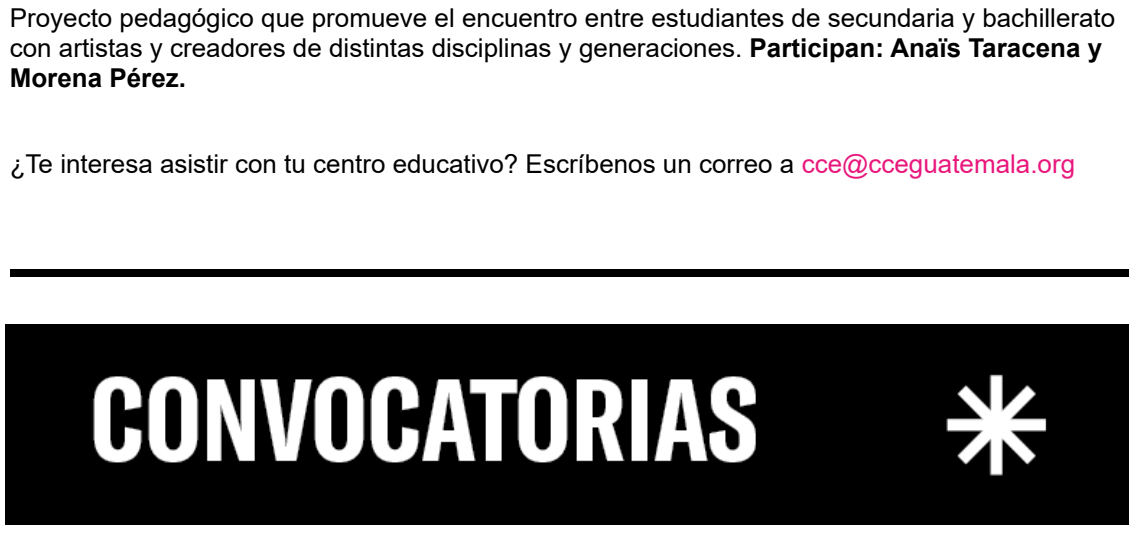 Proyecto pedagógico que promueve el encuentro entre estudiantes de secundaria y bachillerato
con artistas y creadores de distintas disciplinas y generaciones. Participan: Anaïs Taracena y
Morena Pérez.
¿Te interesa asistir con tu centro educativo? Escríbenos un correo a cce@cceguatemala.org
CONVOCATORIAS